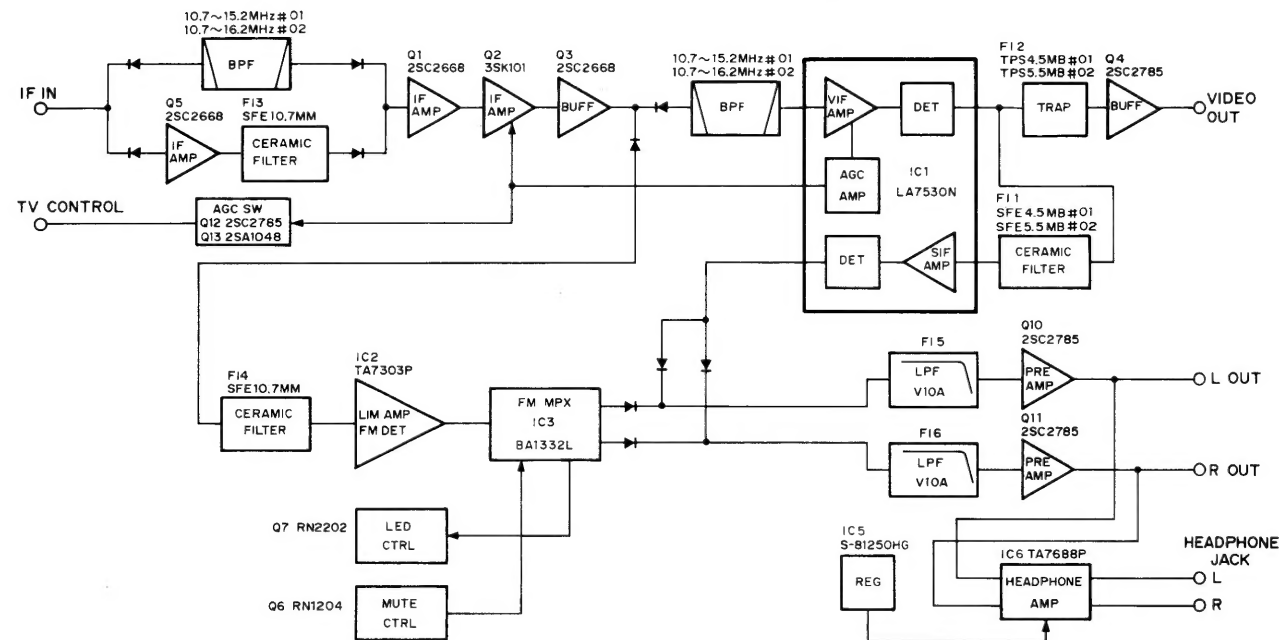 10.7~15.2MHz#01
10.7~16.2MHz#02
BPF
IF IN
Q5
2SC2668
IF
AMP
F13
SFE10.7MM
CERAMIC
FILTER
Q1
2SC2668
IF
AMP
Q2
3SK101
IF
AMP
Q3
2SC2668
BUFF
10.7~15.2MHz#01
10.7~16.2MHz#02
BPF
VIF
AMP
DET
AGC
AMP
IC1
LA7530N
DET
SIF
AMP
F12
TPS4.5MB#01
TPS5.5MB#02
TRAP
Q4
2SC2785
BUFF
VIDEO
OUT
F11
SFE4.5MB#01
SFE5.5MB#02
CERAMIC
FILTER
TV CONTROL
AGC SW
Q12 2SC2785
Q13 2SA1048
F14
SFE10.7MM
CERAMIC
FILTER
IC2
TA7303P
LIM AMP
FM DET
FM MPX
IC3
BA1332L
F15
LPF
V10A
Q10
2SC2785
PRE
AMP
L OUT
F16
LPF
V10A
Q11
2SC2785
PRE
AMP
R OUT
Q7 RN2202
LED
CTRL
Q6 RN1204
MUTE
CTRL
IC5
S-81250HG
REG
IC6 TA7688P
HEADPHONE
AMP
HEADPHONE
JACK
L
R